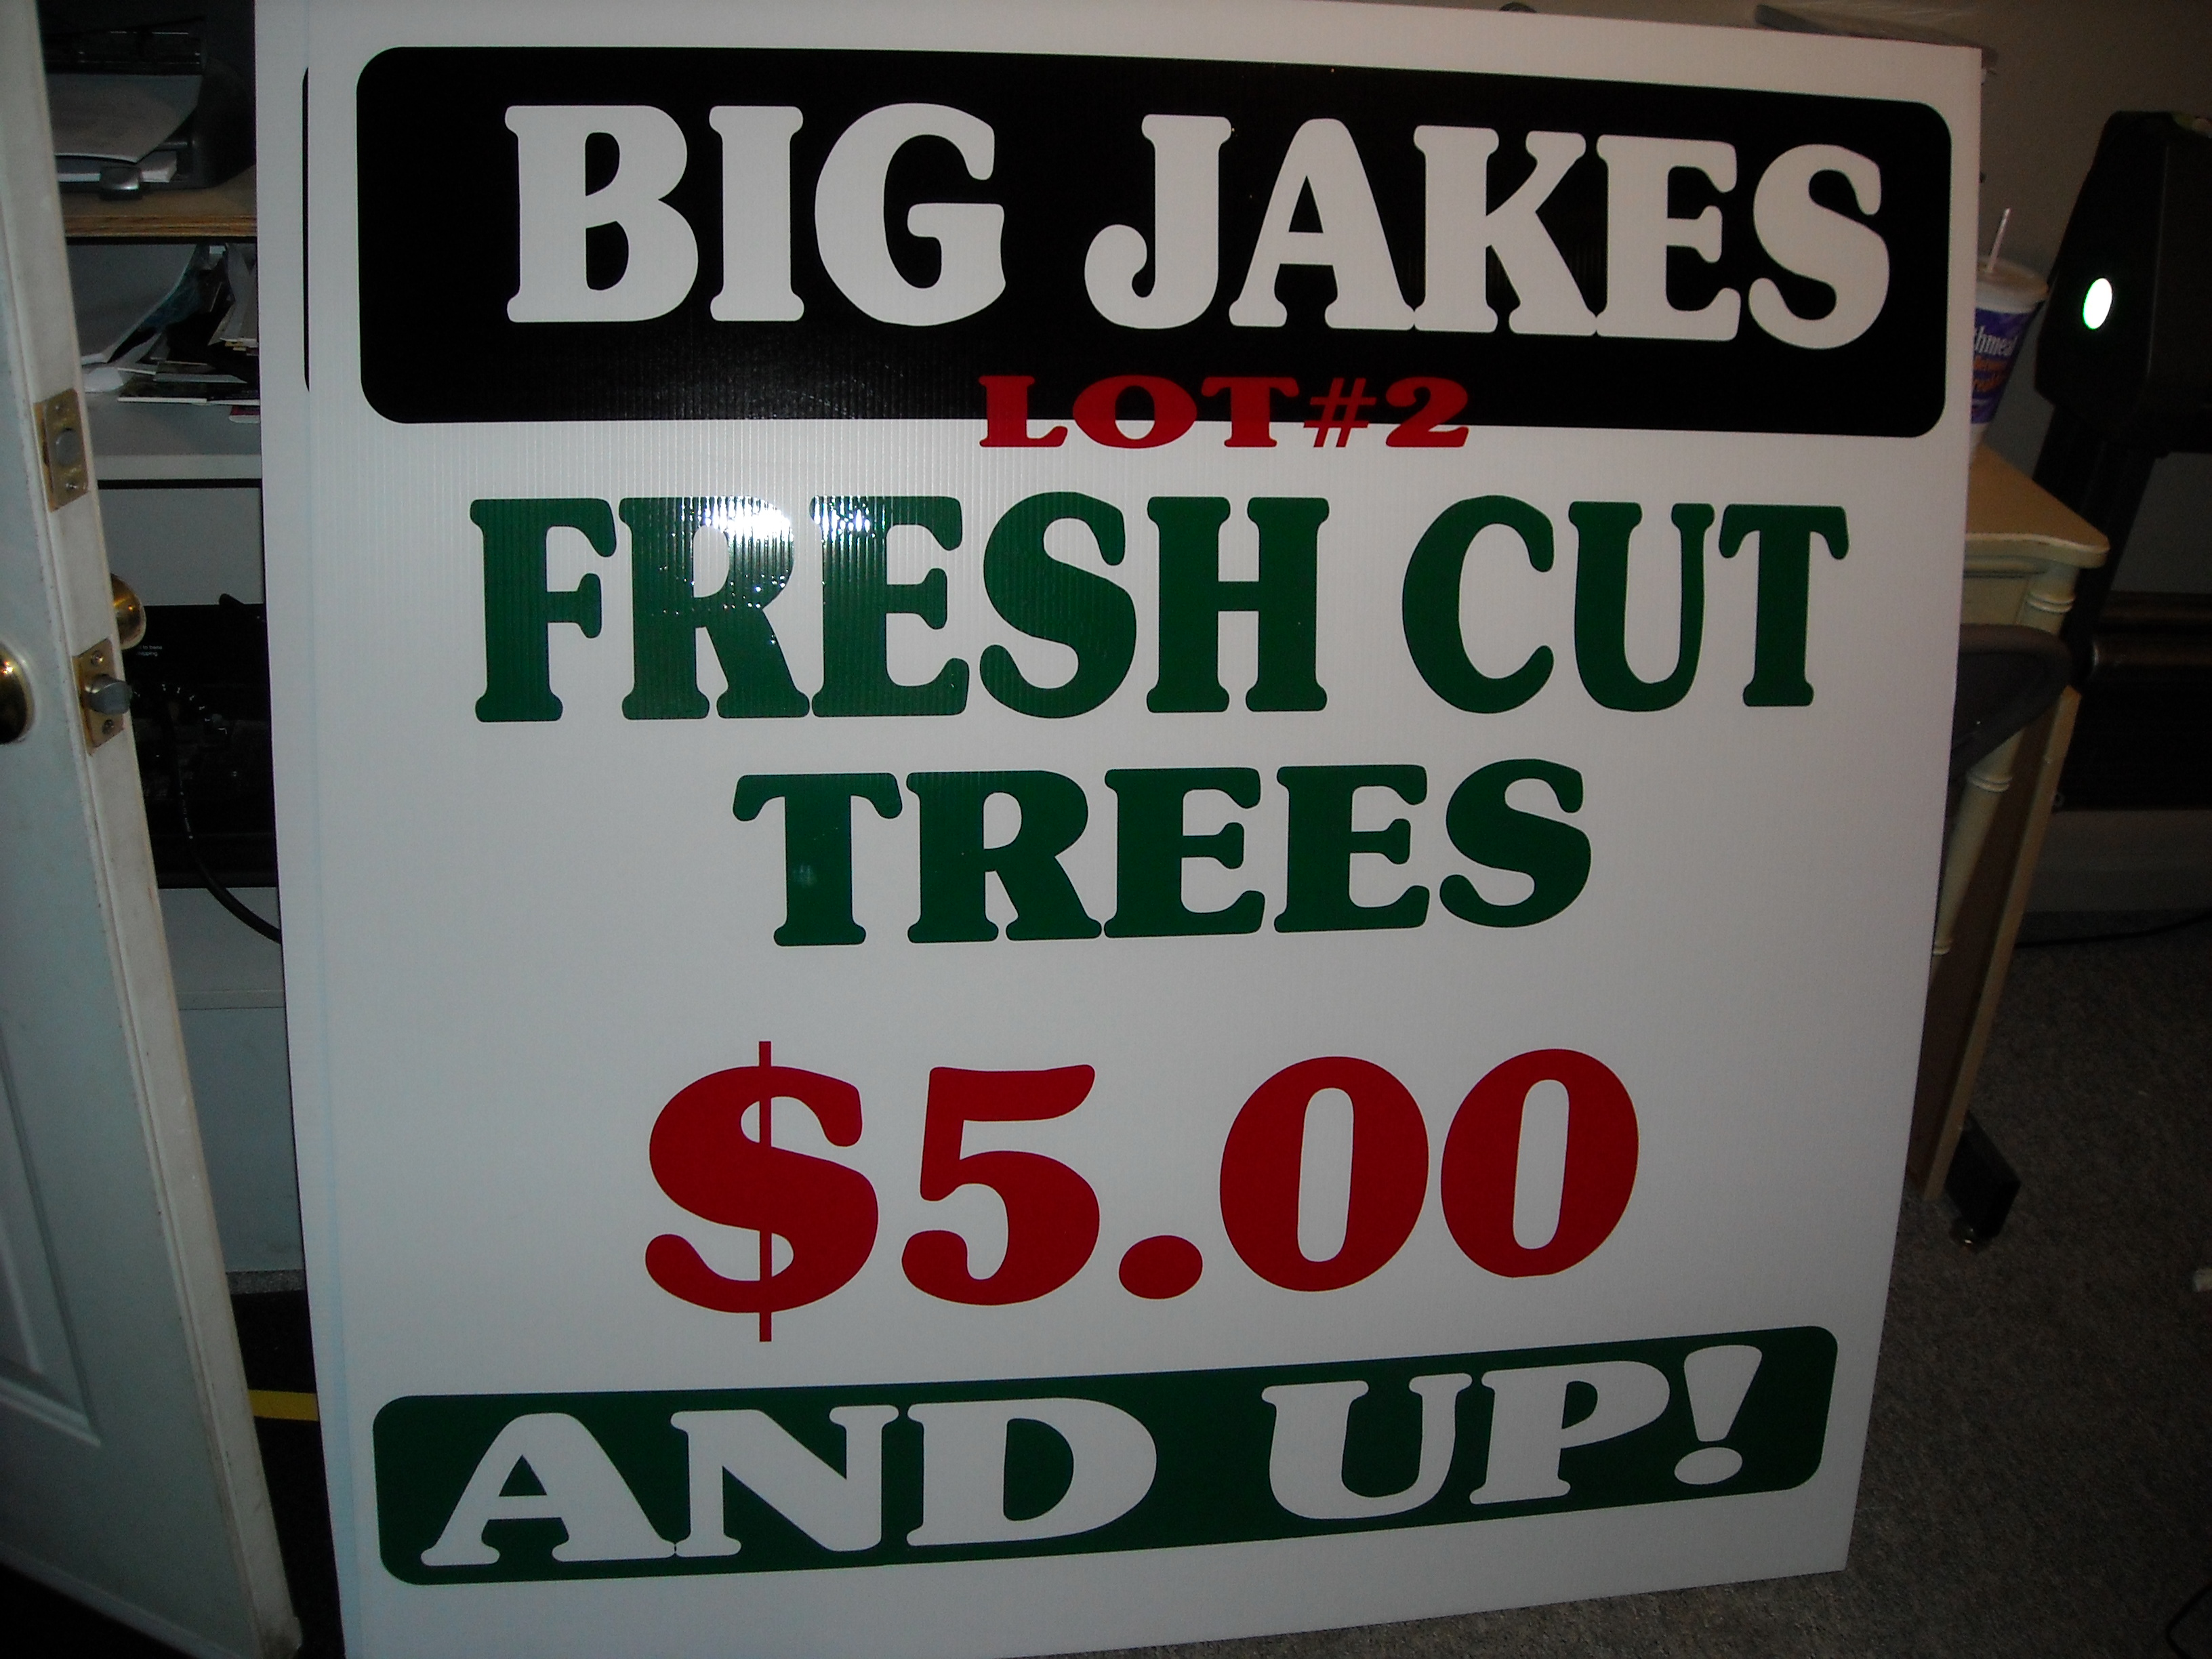 BIG JAKES
LOT#2
FRESH CUT
TREES
$5.00
AND UP!